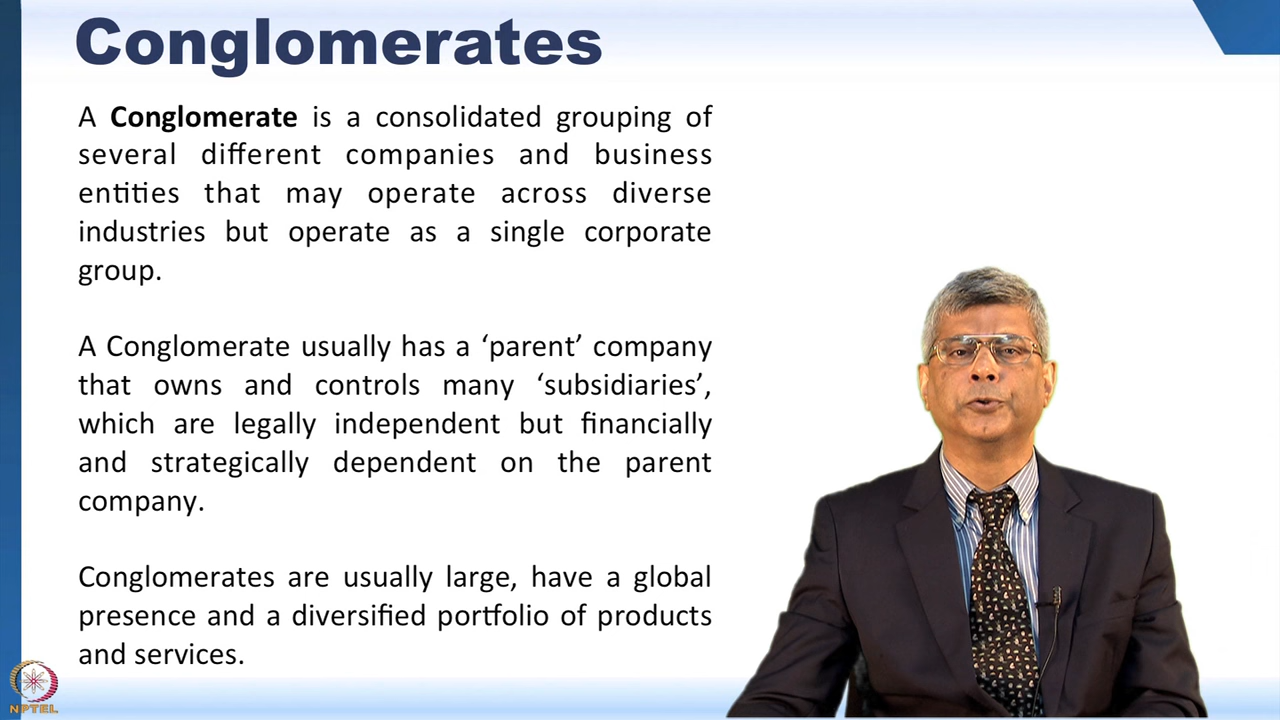 Conglomerates
A Conglomerate is a consolidated grouping of
several different companies and business
entities that may operate across diverse
industries but operate as a single corporate
group.
A Conglomerate usually has a ‘parent’ company
that owns and controls many ‘subsidiaries’,
which are legally independent but financially
and strategically dependent on the parent
company.
Conglomerates are usually large, have a global
presence and a diversified portfolio of products
and services.
NPTEL